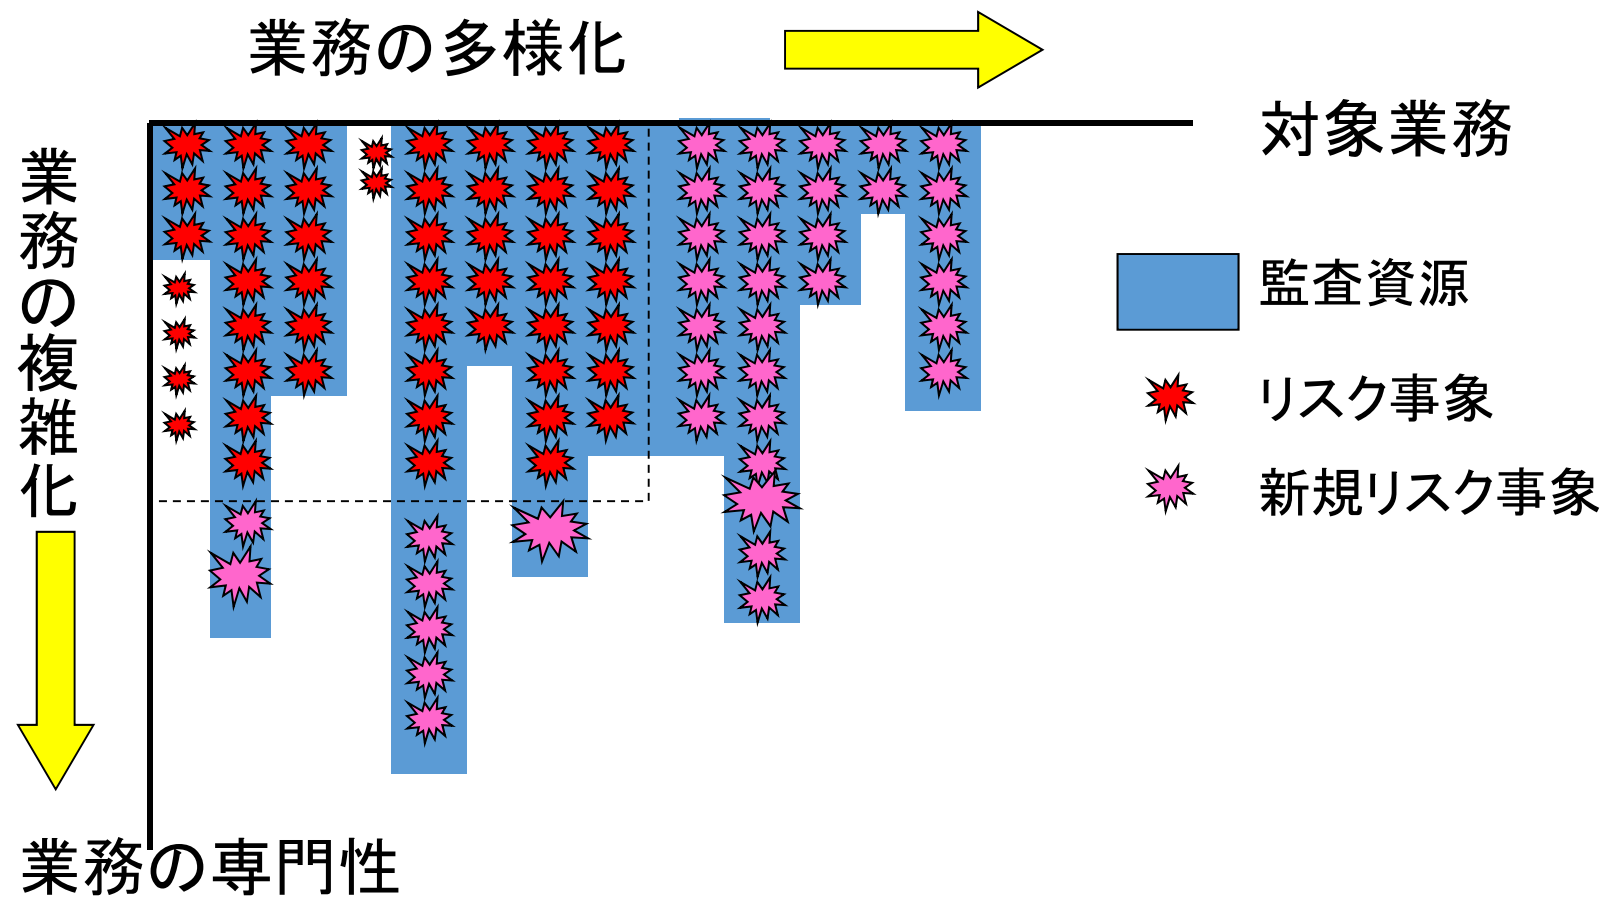 業務の多様化
対象業務
業務の複雑化
監査資源
リスク事象
新規リスク事象
業務の専門性